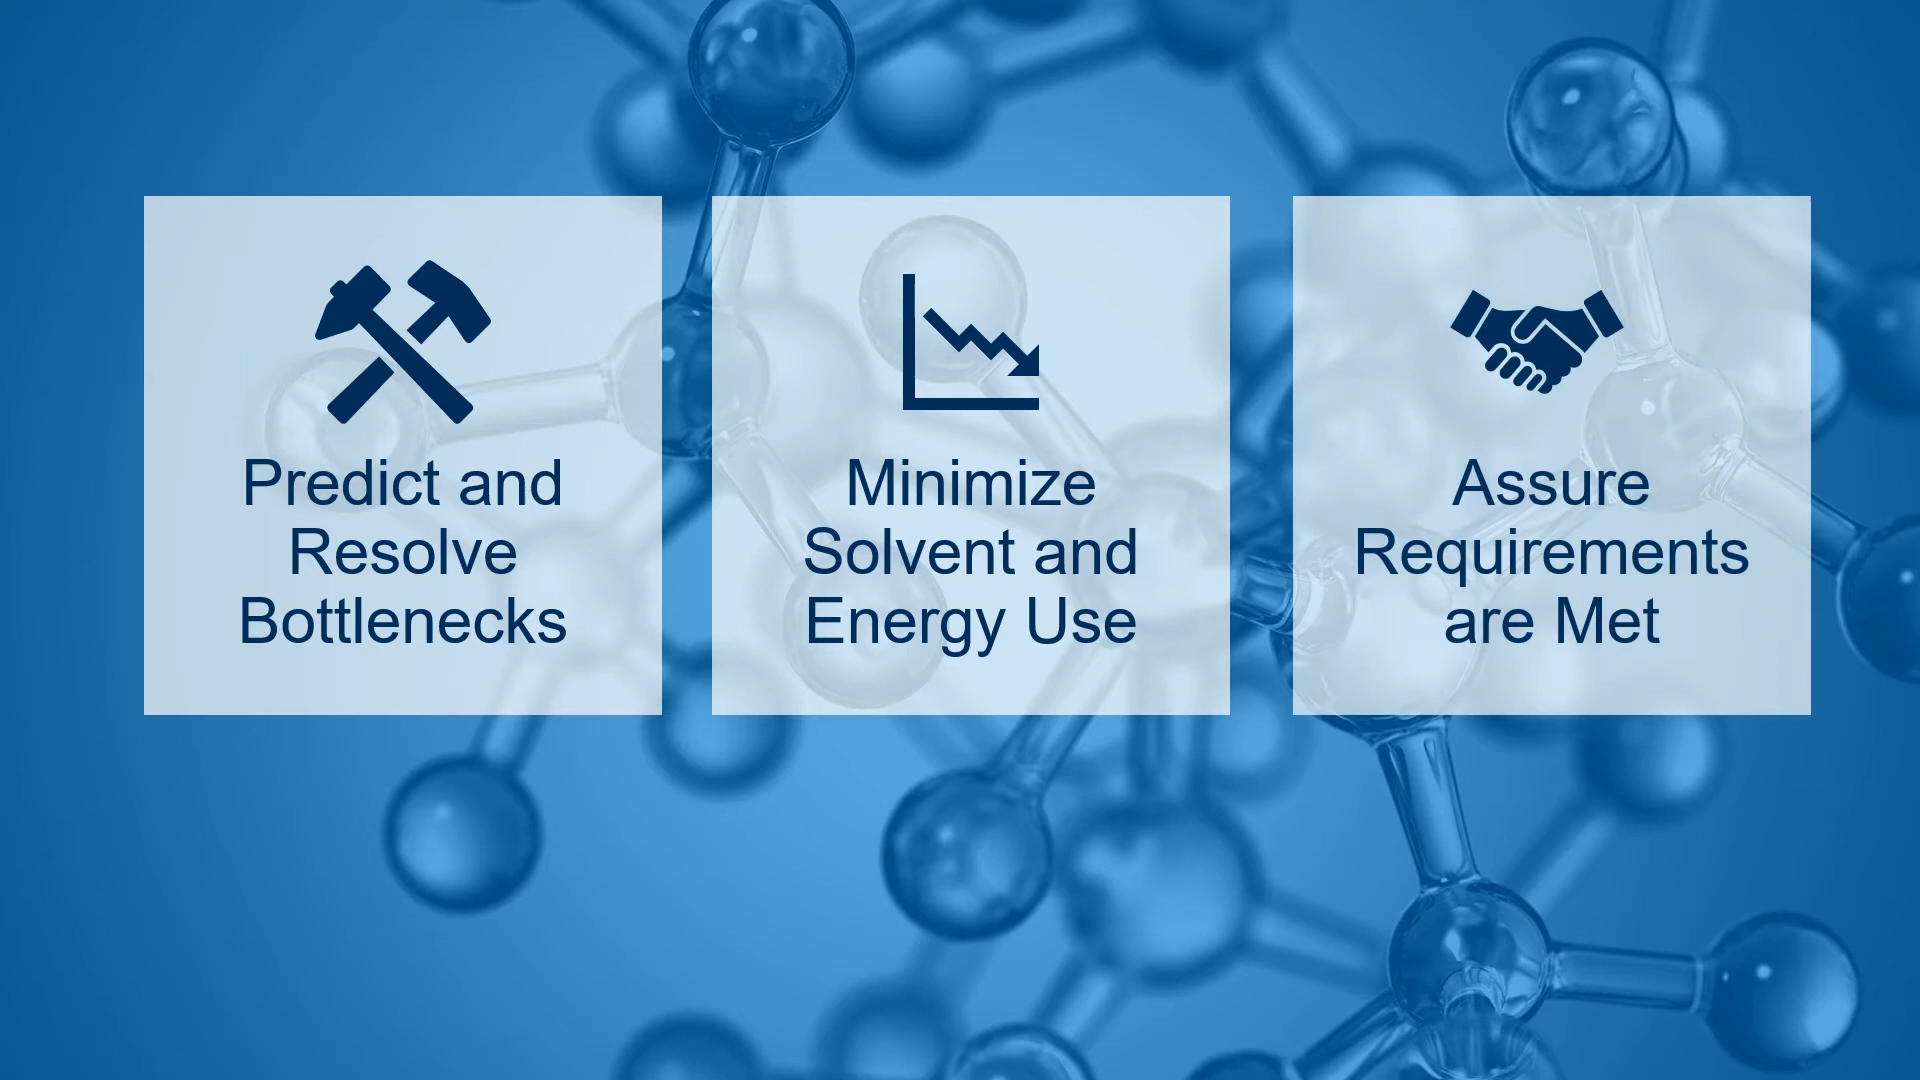 Predict and
Resolve
Bottlenecks
Minimize
Solvent and
Energy Use
Assure
Requirements
are Met